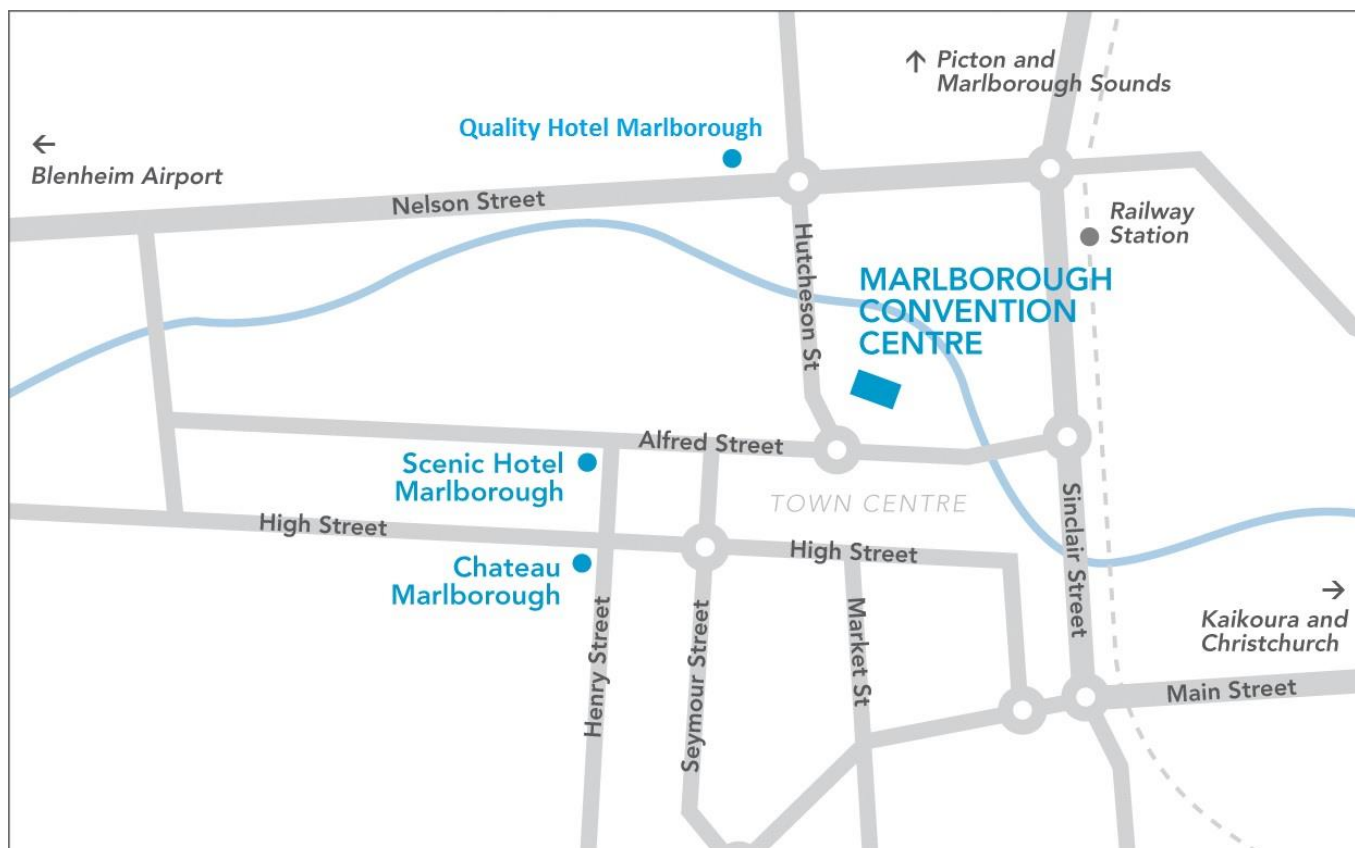 ↑ Picton and
Marlborough Sounds
Quality Hotel Marlborough
←
Blenheim Airport
Nelson Street
Railway
Station
Hutcheson St
MARLBOROUGH
CONVENTION
CENTRE
Alfred Street
Scenic Hotel
Marlborough
TOWN CENTRE
High Street
High Street
Sinclair Street
Chateau
Marlborough
Henry Street
Seymour Street
Market St
→
Kaikoura and
Christchurch
Main Street